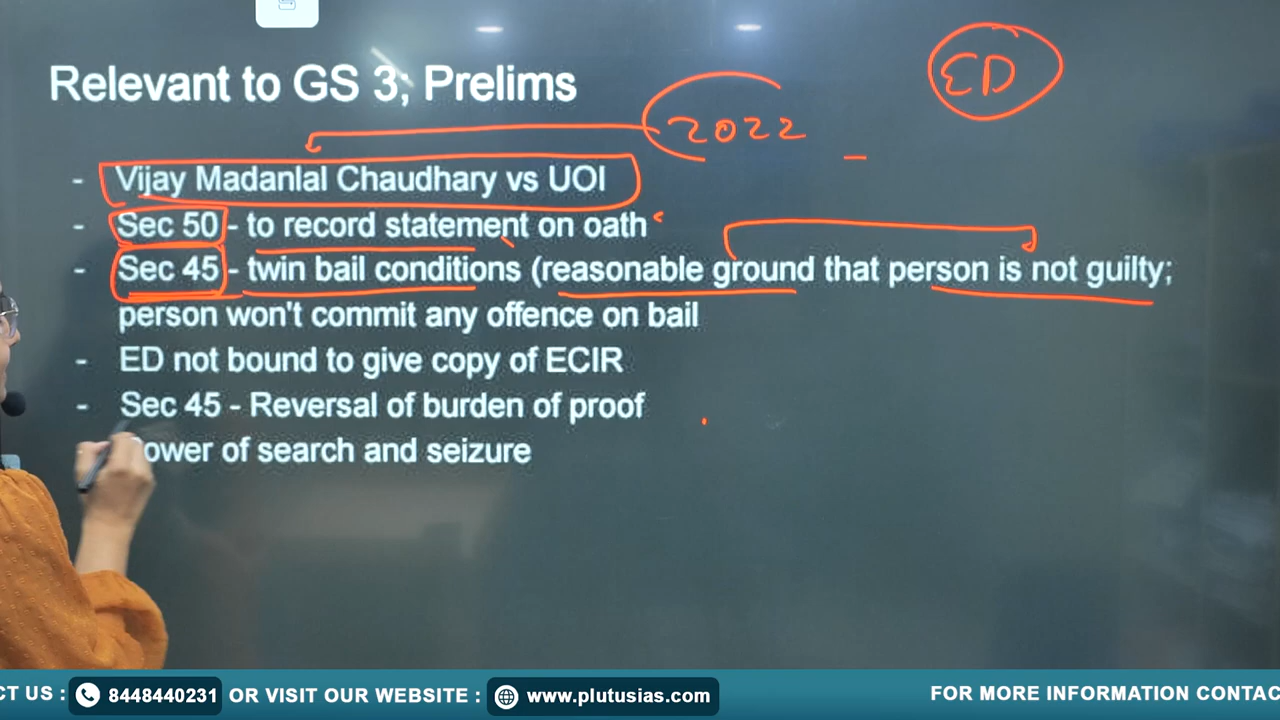 Relevant to GS 3; Prelims
ED
2022
- Vijay Madanlal Chaudhary vs UOI
- Sec 50 - to record statement on oath
- Sec 45 - twin bail conditions (reasonable ground that person is not guilty;
person won't commit any offence on bail
- ED not bound to give copy of ECIR
- Sec 45 - Reversal of burden of proof
ower of search and seizure
CT US : 8448440231 OR VISIT OUR WEBSITE : www.plutusias.com FOR MORE INFORMATION CONTAC